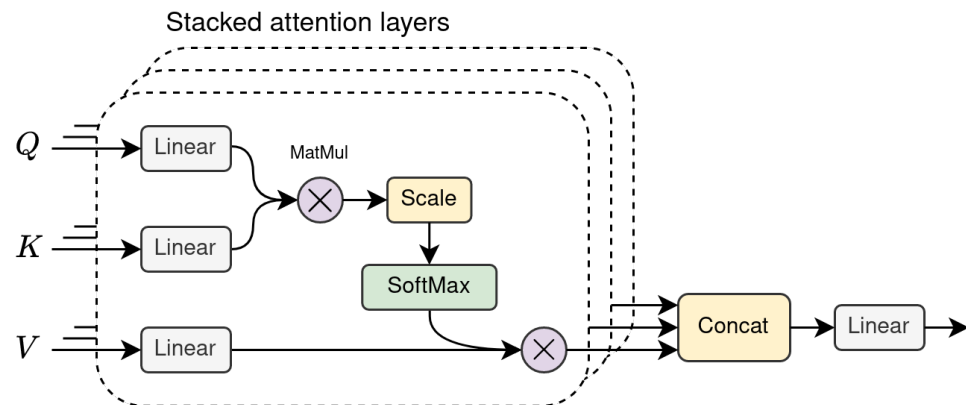 Stacked attention layers
Q
Linear
MatMul
Scale
K
Linear
SoftMax
V
Linear
Concat
Linear